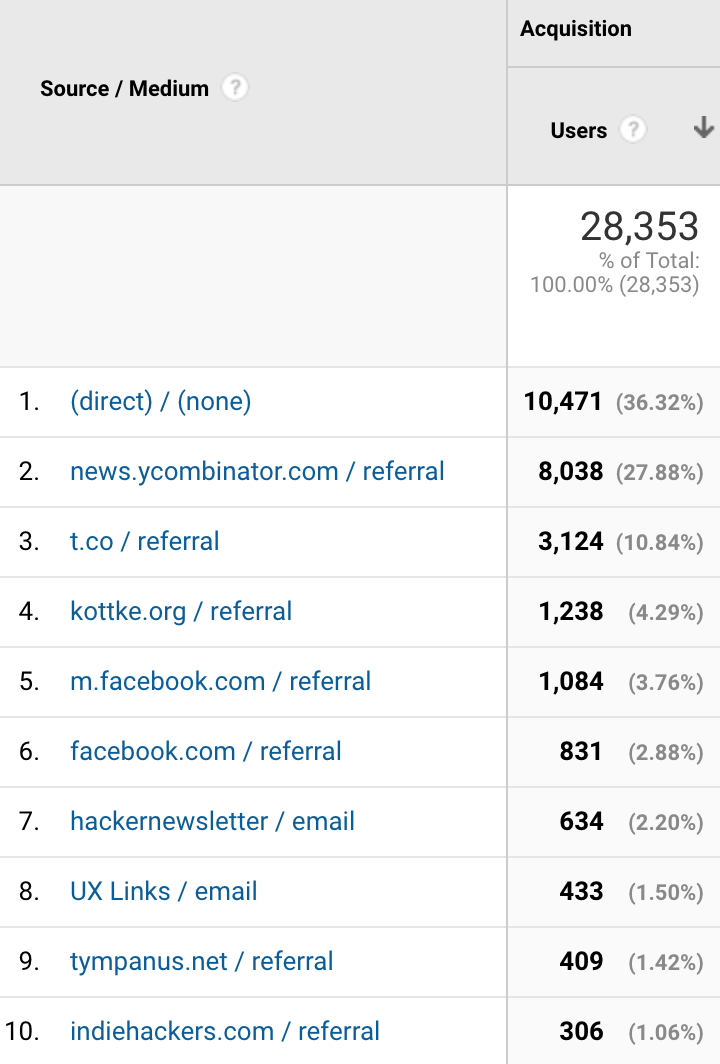 Acquisition
Source / Medium ?
Users ?
28,353
% of Total:
100.00% (28,353)
1. (direct) / (none) 10,471 (36.32%)
2. news.ycombinator.com / referral 8,038 (27.88%)
3. t.co / referral 3,124 (10.84%)
4. kottke.org / referral 1,238 (4.29%)
5. m.facebook.com / referral 1,084 (3.76%)
6. facebook.com / referral 831 (2.88%)
7. hackernewsletter / email 634 (2.20%)
8. UX Links / email 433 (1.50%)
9. tympanus.net / referral 409 (1.42%)
10. indiehackers.com / referral 306 (1.06%)